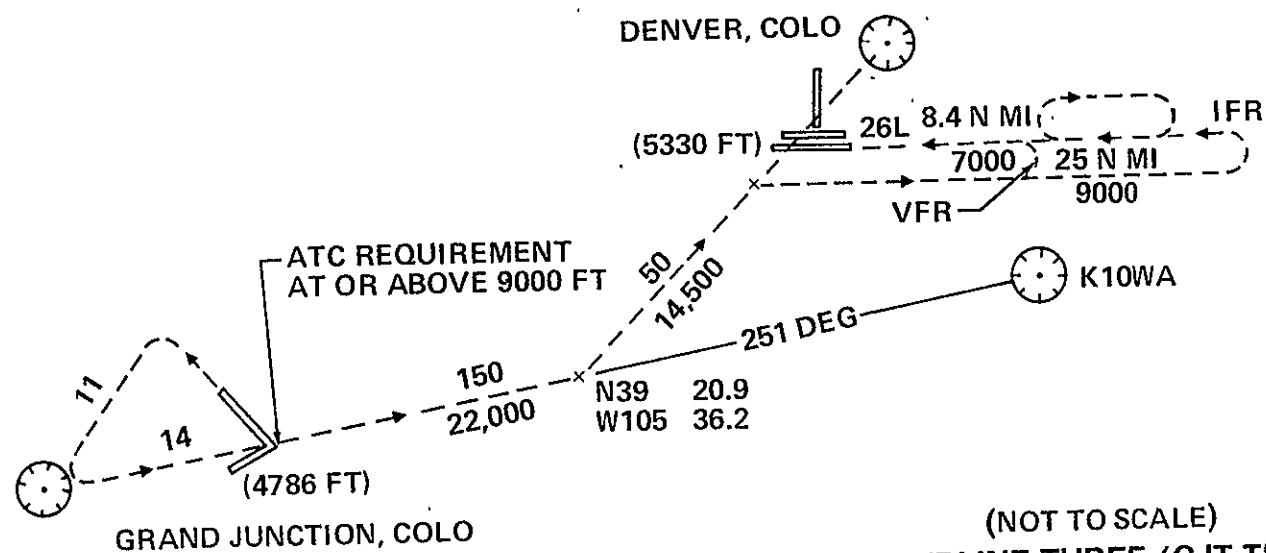 DENVER, COLO
(5330 FT)
26L
8.4 N MI
IFR
7000
25 N MI
9000
VFR
ATC REQUIREMENT
AT OR ABOVE 9000 FT
50
14,500
K10WA
251 DEG
150
22,000
N39 20.9
W105 36.2
11
14
(4786 FT)
GRAND JUNCTION, COLO
(NOT TO SCALE)